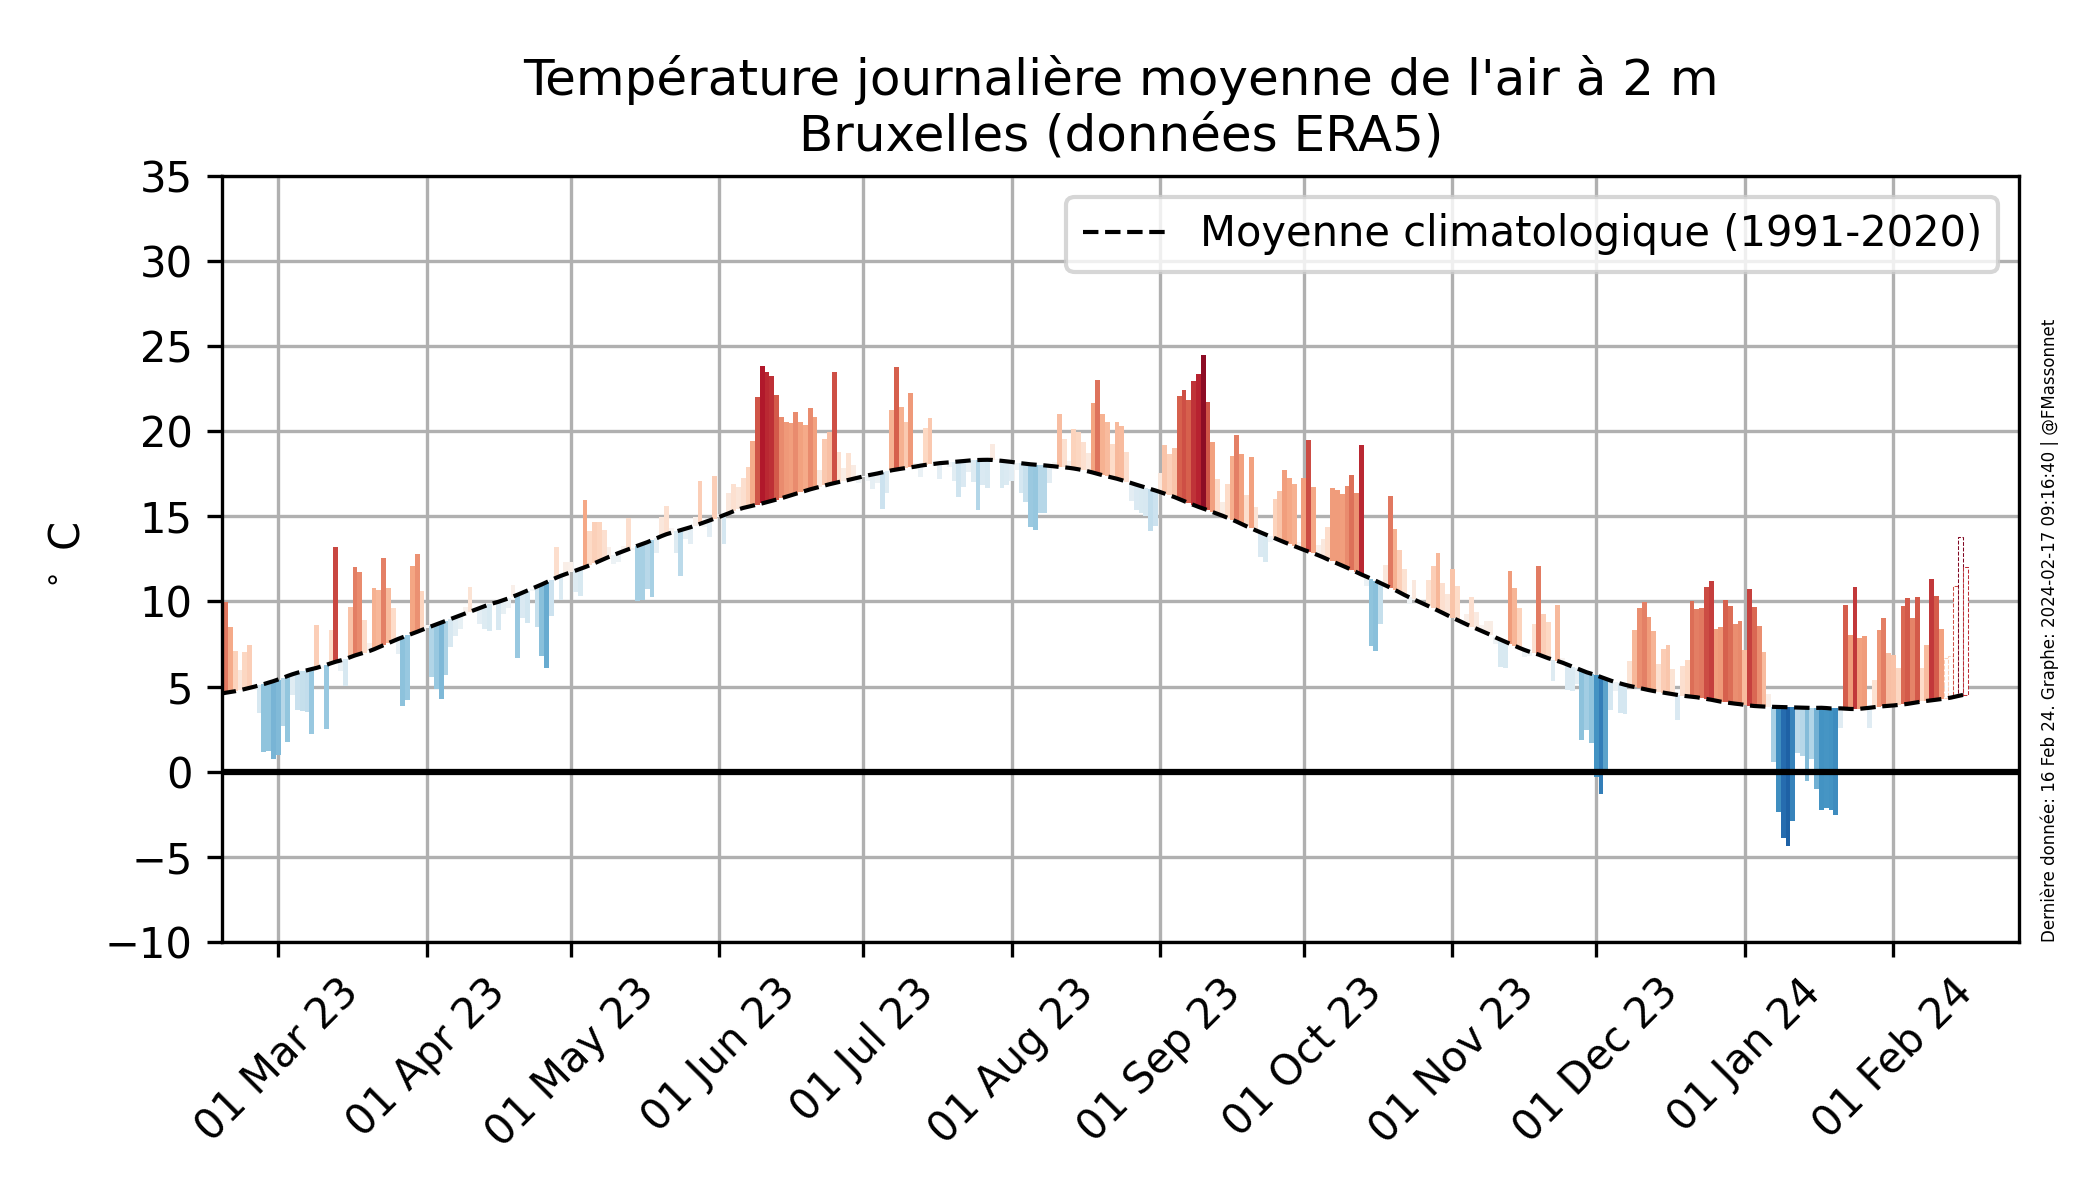 Température journalière moyenne de l'air à 2 m
Bruxelles (données ERA5)
Moyenne climatologique (1991-2020)
° C
35
30
25
20
15
10
5
0
−5
−10
01 Mar 23
01 Apr 23
01 May 23
01 Jun 23
01 Jul 23
01 Aug 23
01 Sep 23
01 Oct 23
01 Nov 23
01 Dec 23
01 Jan 24
01 Feb 24
Dernière donnée: 16 Feb 24. Graphe: 2024-02-17 09:16:40 | @FMassonnet